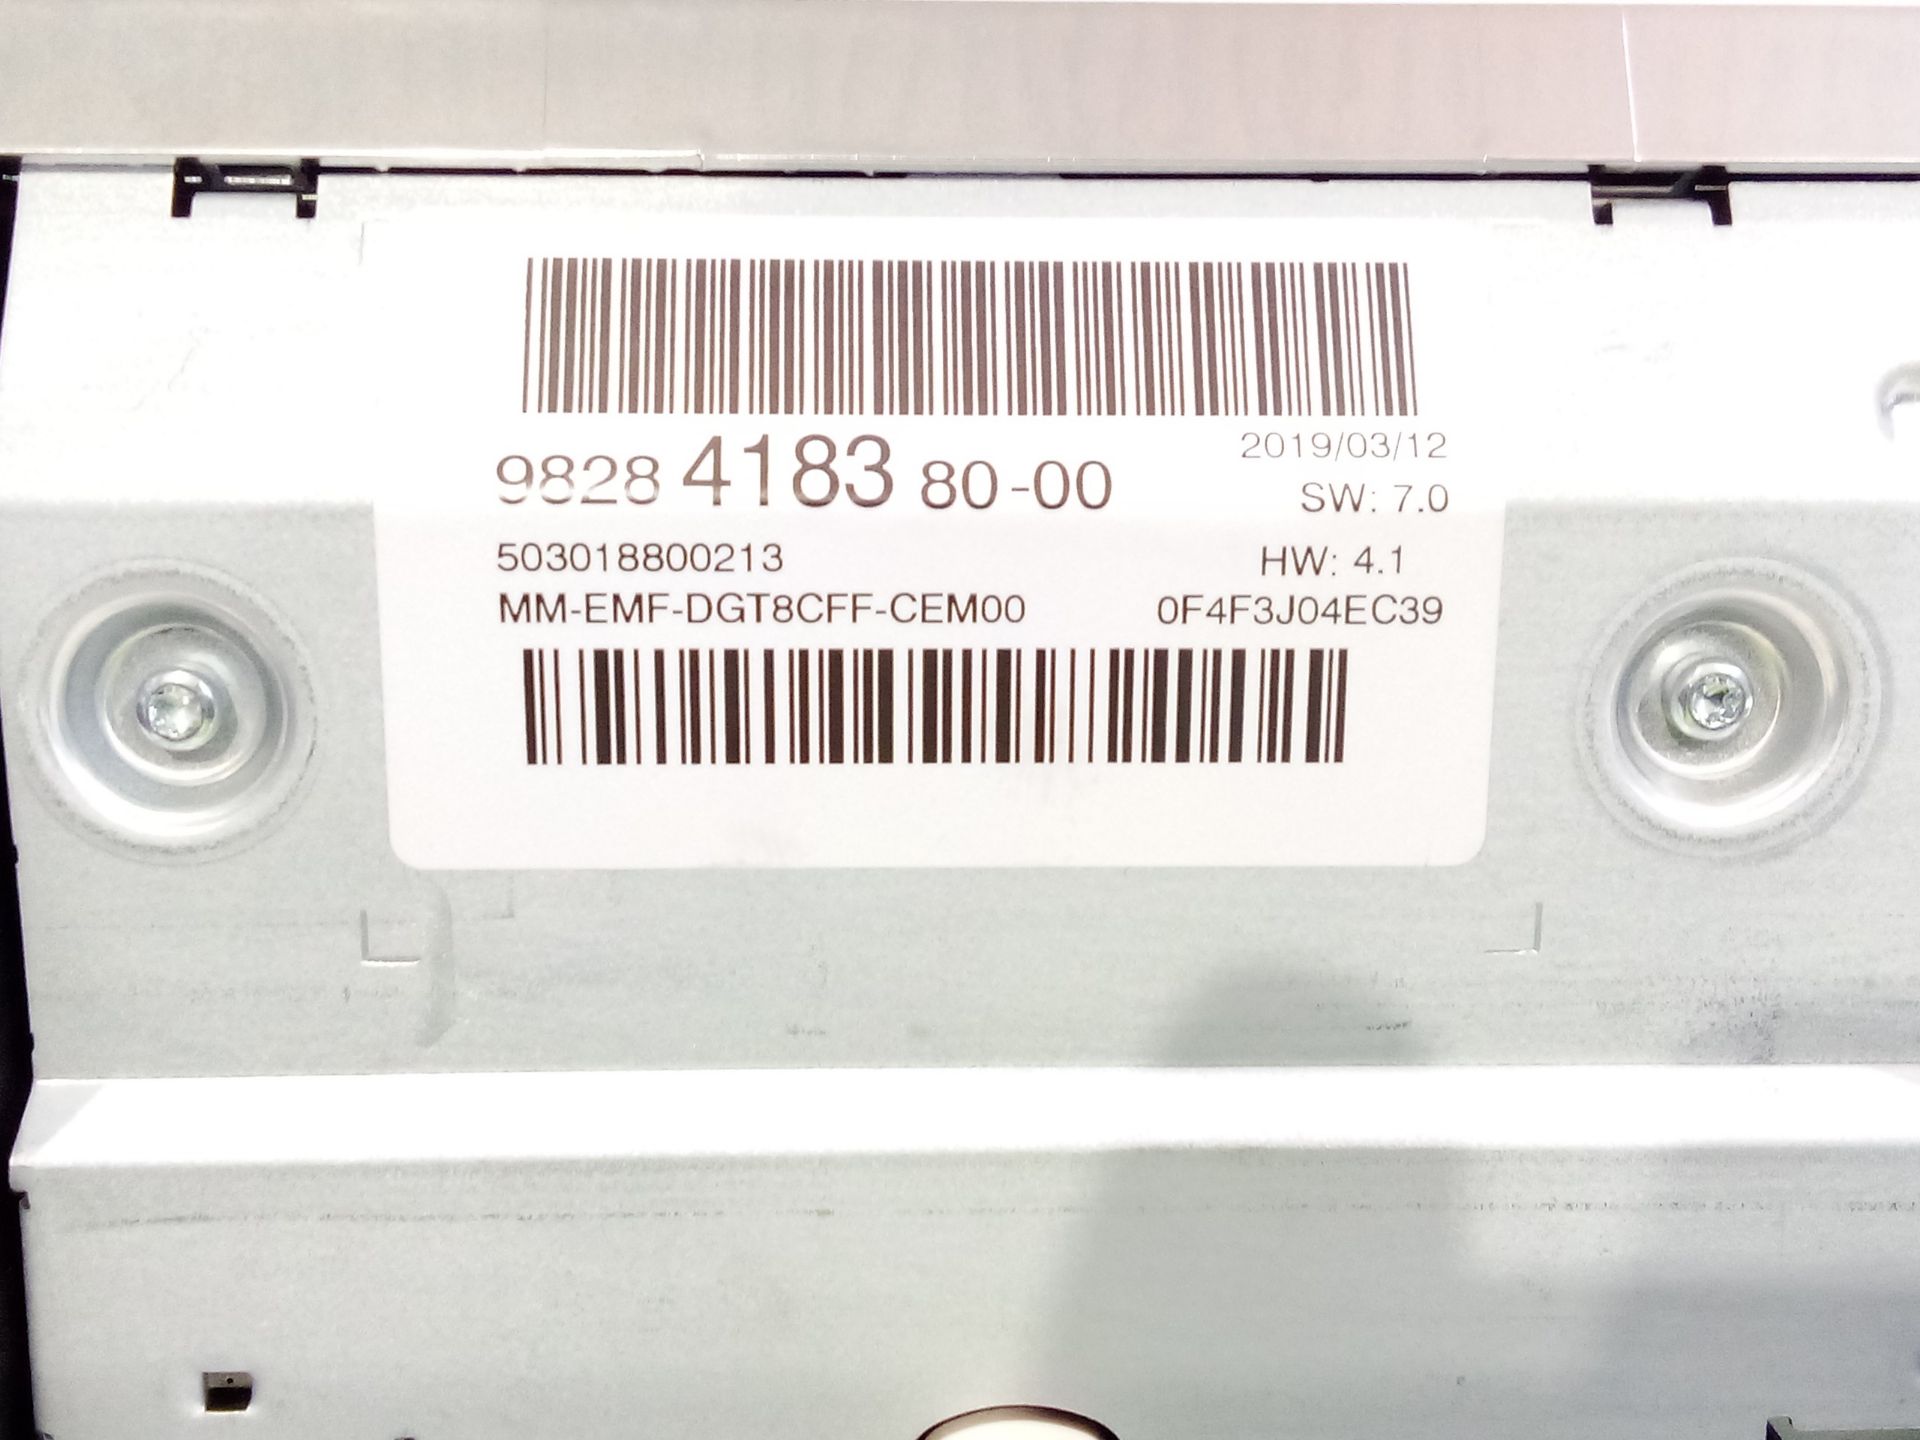 9828 4183 80-00
2019/03/12
SW: 7.0
503018800213
HW: 4.1
MM-EMF-DGT8CFF-CEM00
0F4F3J04EC39